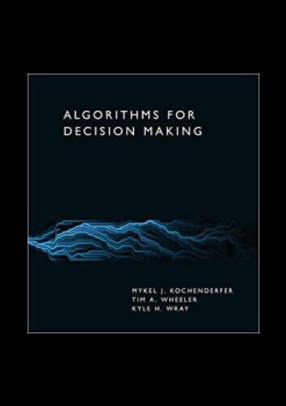 ALGORITHMS FOR
DECISION MAKING
MYKEL J. KOCHENDERFER
TIM A. WHEELER
KYLE H. WRAY